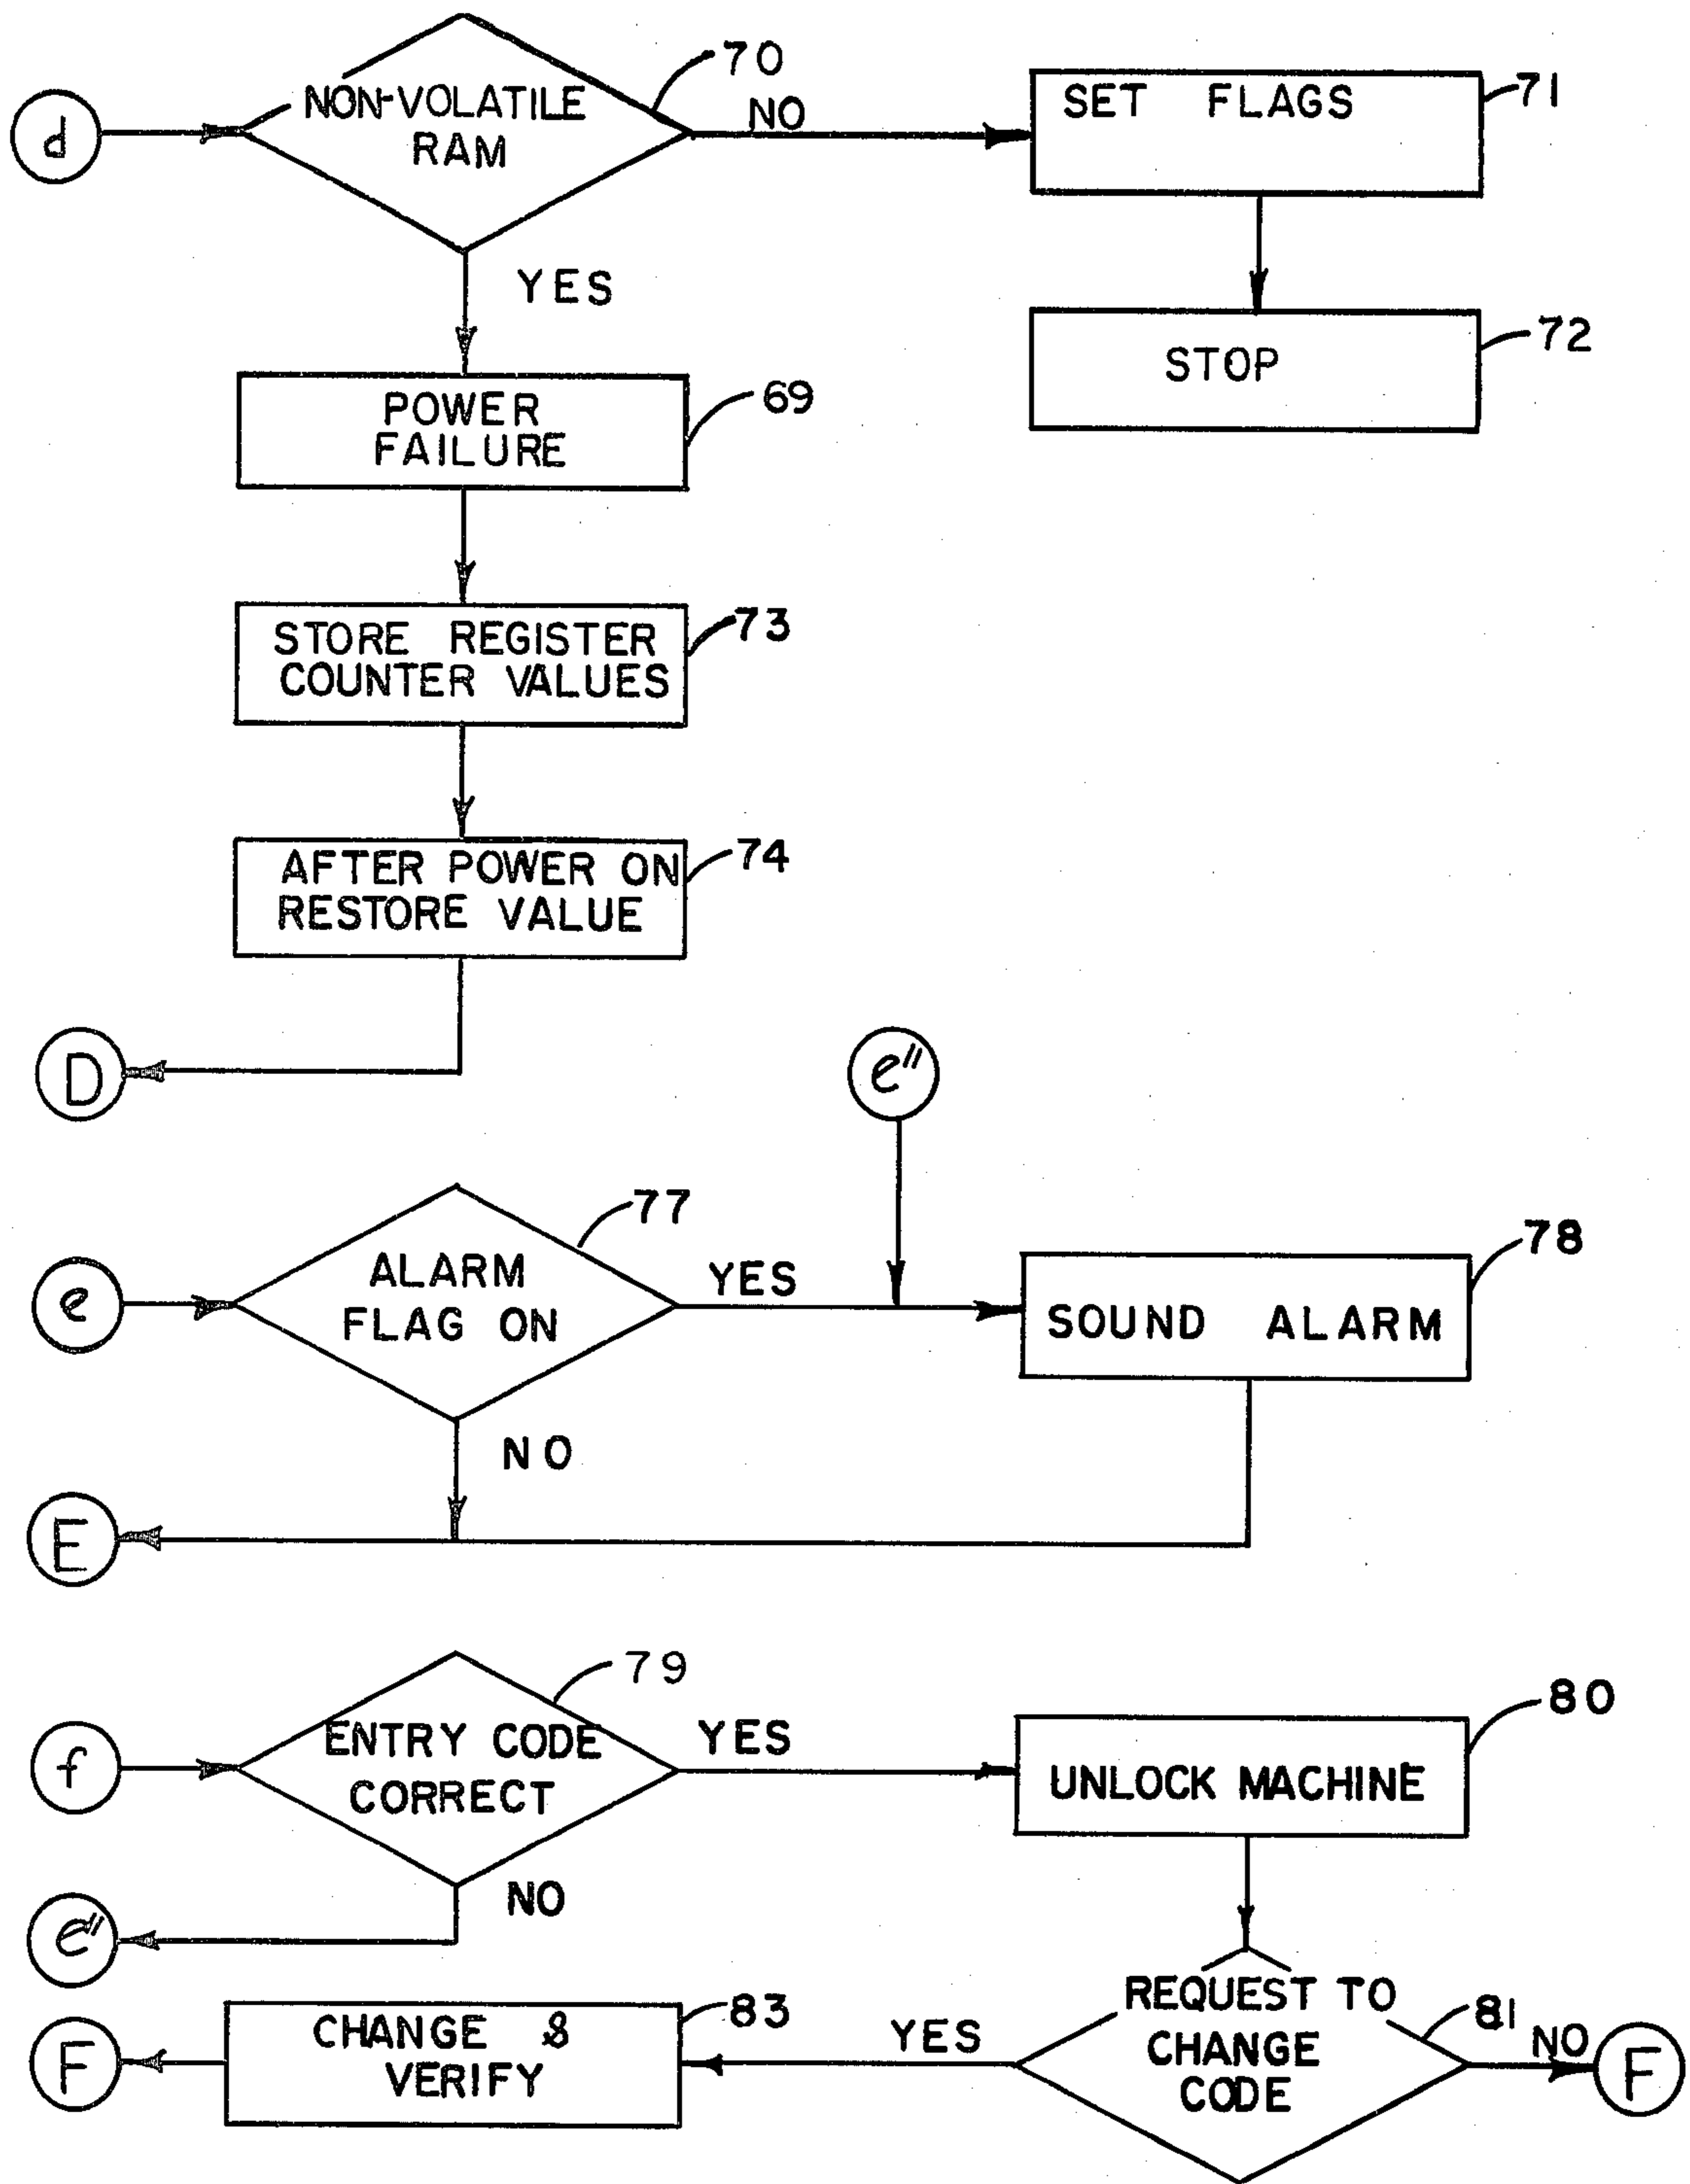 70
d
NON-VOLATILE
RAM
NO
SET FLAGS
71
YES
STOP
72
POWER
FAILURE
69
STORE REGISTER
COUNTER VALUES
73
AFTER POWER ON
RESTORE VALUE
74
D
e''
77
ALARM
FLAG ON
e
YES
SOUND ALARM
78
NO
E
79
ENTRY CODE
CORRECT
f
YES
UNLOCK MACHINE
80
NO
e''
REQUEST TO
CHANGE
CODE
81
YES
NO
F
CHANGE &
VERIFY
83
F